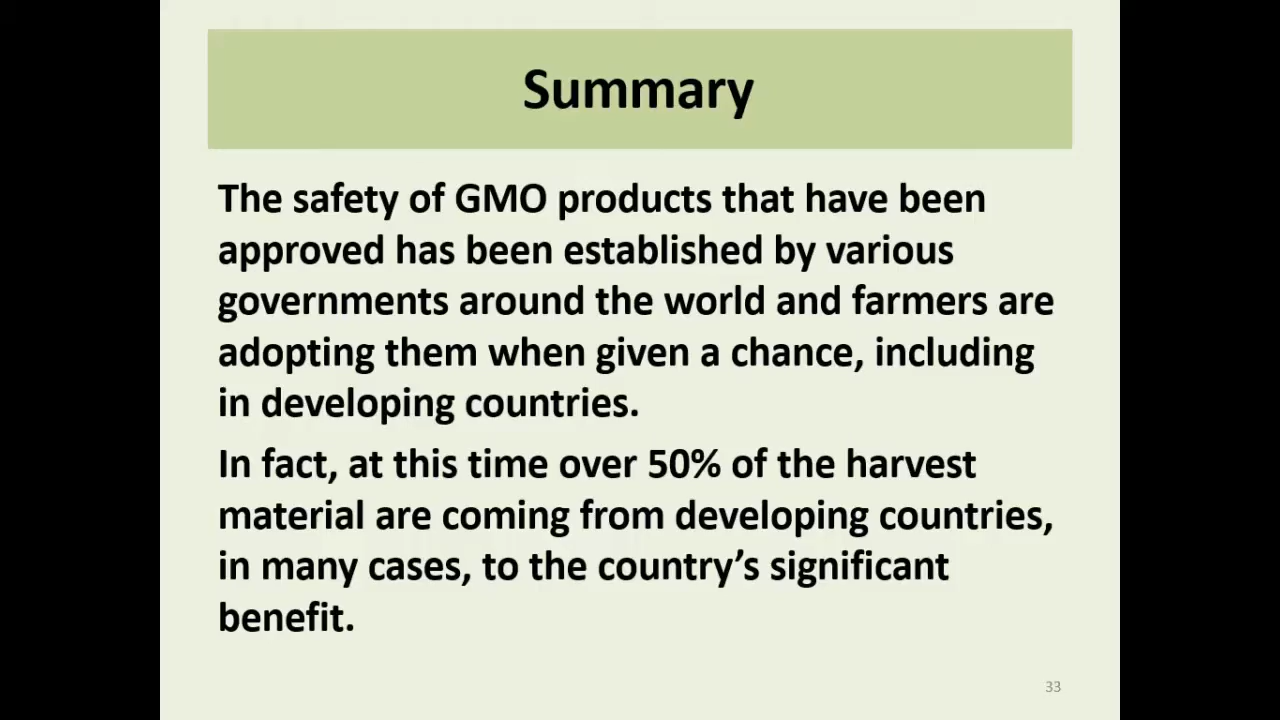 Summary
The safety of GMO products that have been
approved has been established by various
governments around the world and farmers are
adopting them when given a chance, including
in developing countries.
In fact, at this time over 50% of the harvest
material are coming from developing countries,
in many cases, to the country’s significant
benefit.
33